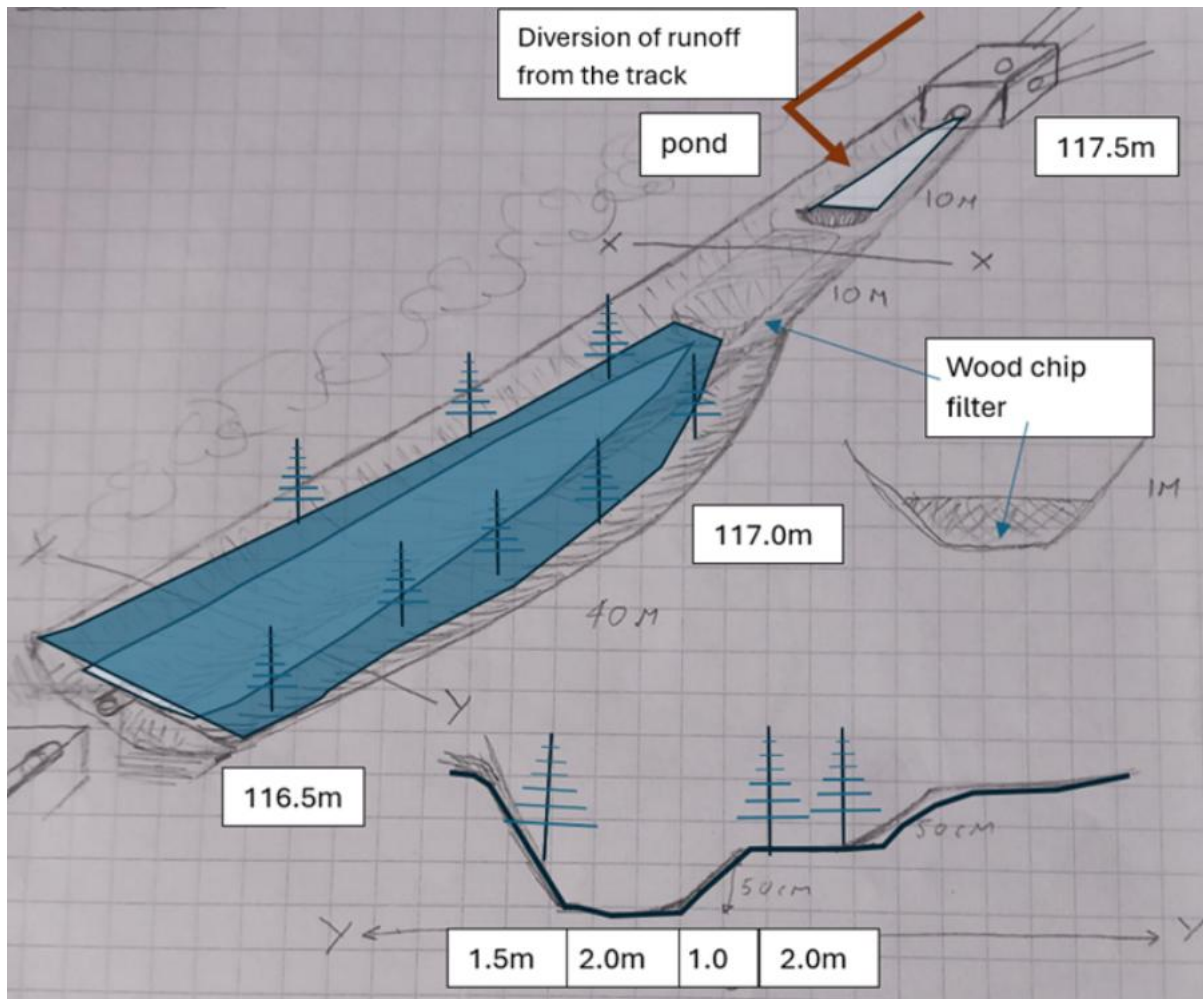 Diversion of runoff
from the track
pond
117.5m
10M
X
X
10M
Wood chip
filter
1M
117.0m
Y
40M
Y
116.5m
50CM
50CM
Y
Y
1.5m
2.0m
1.0
2.0m